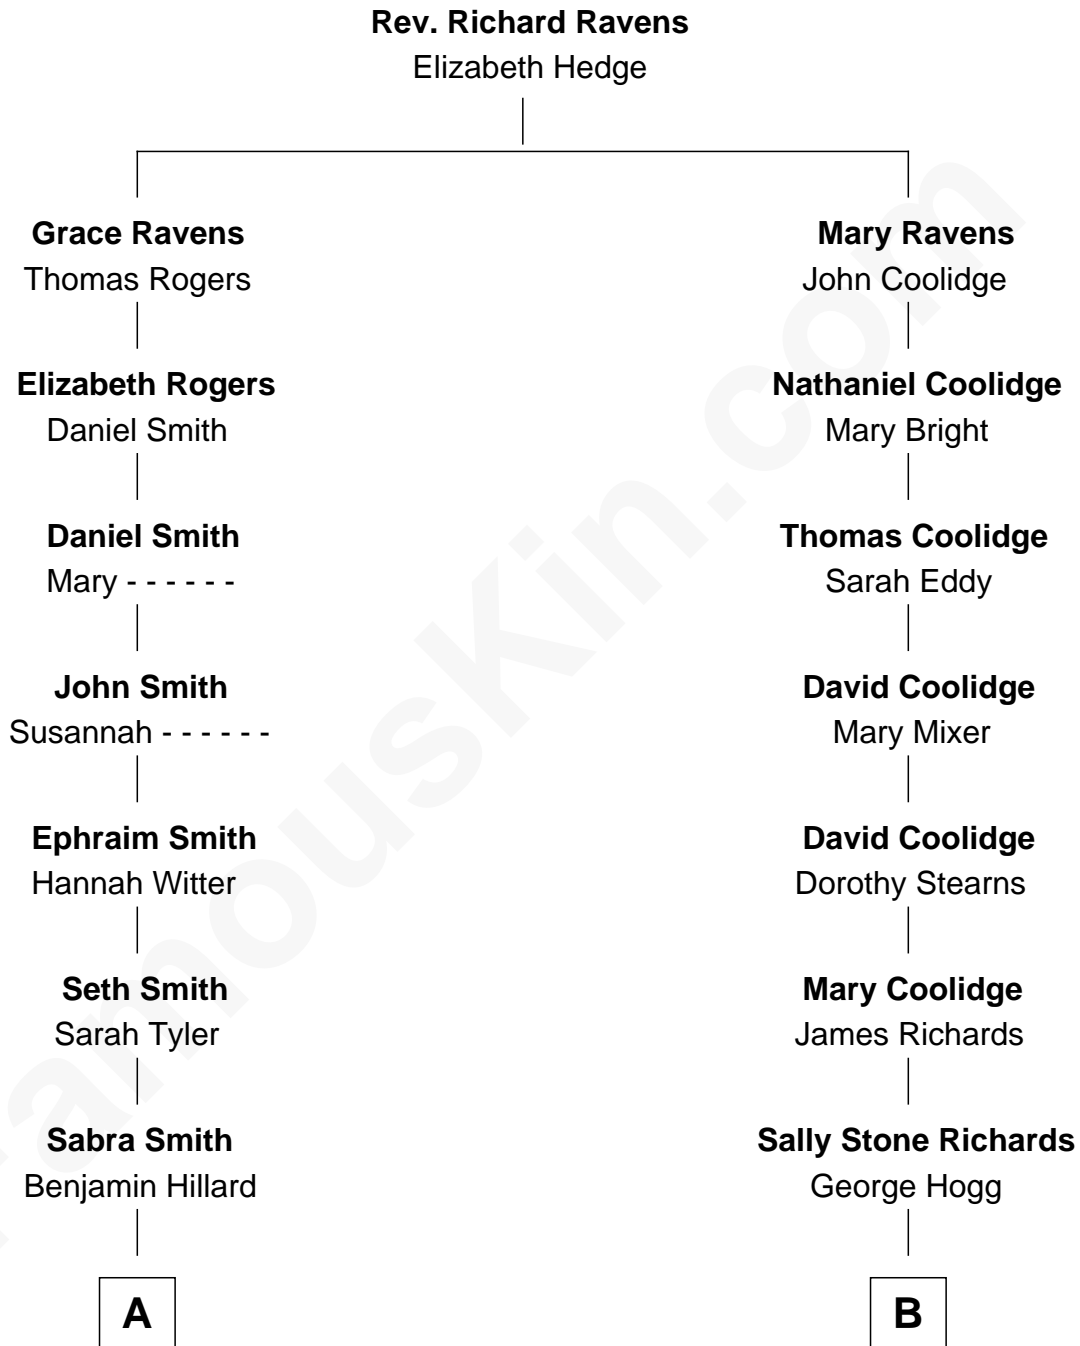 Rev. Richard Ravens
Elizabeth Hedge
Grace Ravens
Thomas Rogers
Mary Ravens
John Coolidge
Elizabeth Rogers
Daniel Smith
Nathaniel Coolidge
Mary Bright
Daniel Smith
Mary - - - - - -
Thomas Coolidge
Sarah Eddy
John Smith
Susannah - - - - - -
David Coolidge
Mary Mixer
Ephraim Smith
Hannah Witter
David Coolidge
Dorothy Stearns
Seth Smith
Sarah Tyler
Mary Coolidge
James Richards
Sabra Smith
Benjamin Hillard
Sally Stone Richards
George Hogg
A
B
FamousKin.com